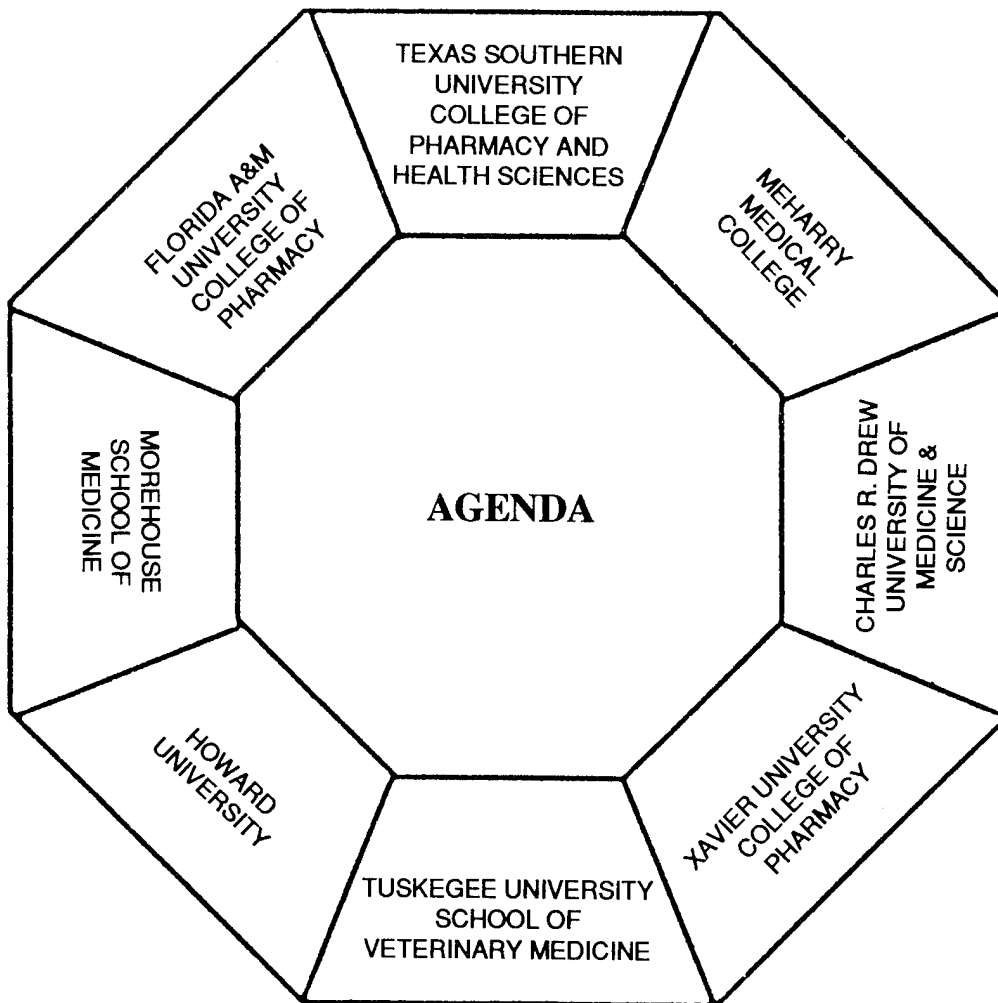 TEXAS SOUTHERN
UNIVERSITY
COLLEGE OF
PHARMACY AND
HEALTH SCIENCES
MEHARRY
MEDICAL
COLLEGE
CHARLES R. DREW
UNIVERSITY OF
MEDICINE &
SCIENCE
XAVIER UNIVERSITY
COLLEGE OF
PHARMACY
TUSKEGEE UNIVERSITY
SCHOOL OF
VETERINARY MEDICINE
HOWARD
UNIVERSITY
MOREHOUSE
SCHOOL OF
MEDICINE
FLORIDA A&M
UNIVERSITY
COLLEGE OF
PHARMACY
AGENDA